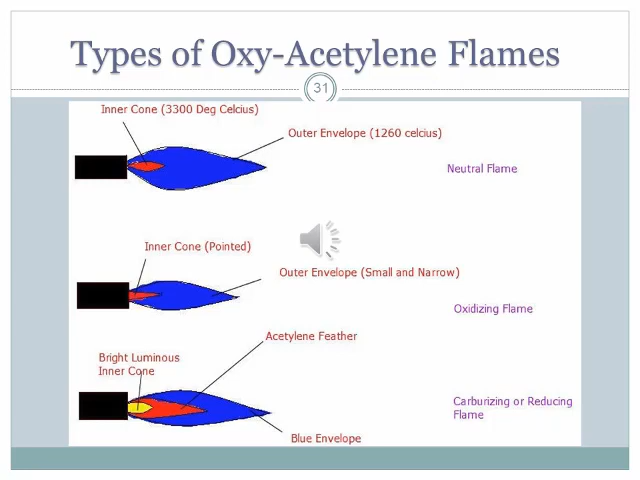 Types of Oxy-Acetylene Flames
31
Inner Cone (3300 Deg Celcius)
Outer Envelope (1260 celcius)
Neutral Flame
Inner Cone (Pointed)
Outer Envelope (Small and Narrow)
Oxidizing Flame
Acetylene Feather
Bright Luminous
Inner Cone
Carburizing or Reducing
Flame
Blue Envelope